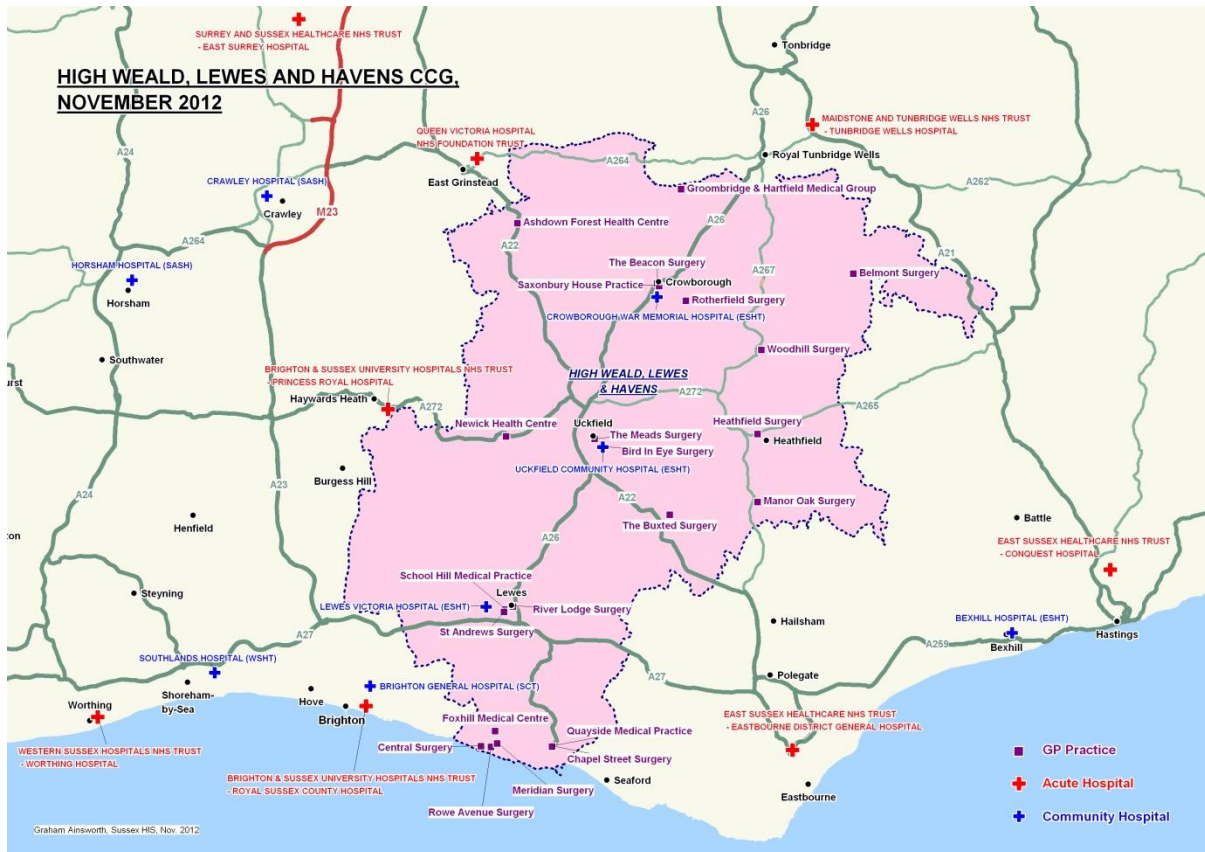 SURREY AND SUSSEX HEALTHCARE NHS TRUST
- EAST SURREY HOSPITAL
HIGH WEALD, LEWES AND HAVENS CCG,
NOVEMBER 2012
Tonbridge
A24
A26
MAIDSTONE AND TUNBRIDGE WELLS NHS TRUST
- TUNBRIDGE WELLS HOSPITAL
QUEEN VICTORIA HOSPITAL
NHS FOUNDATION TRUST
A264
Royal Tunbridge Wells
East Grinstead
CRAWLEY HOSPITAL (SASH)
Crawley
M23
Groombridge & Hartfield Medical Group
A262
Ashdown Forest Health Centre
A26
A264
A22
A21
HORSHAM HOSPITAL (SASH)
Horsham
The Beacon Surgery
A267
Belmont Surgery
Saxonbury House Practice
Crowborough
Rotherfield Surgery
CROWBOROUGH WAR MEMORIAL HOSPITAL (ESHT)
Southwater
Woodhill Surgery
urst
BRIGHTON & SUSSEX UNIVERSITY HOSPITALS NHS TRUST
- PRINCESS ROYAL HOSPITAL
HIGH WEALD, LEWES
& HAVENS
A272
Haywards Heath
A272
A265
Newick Health Centre
Uckfield
Heathfield Surgery
The Meads Surgery
Heathfield
Bird In Eye Surgery
UCKFIELD COMMUNITY HOSPITAL (ESHT)
Burgess Hill
A23
A24
A22
Manor Oak Surgery
Henfield
The Buxted Surgery
Battle
ton
A26
EAST SUSSEX HEALTHCARE NHS TRUST
- CONQUEST HOSPITAL
School Hill Medical Practice
Steyning
Lewes
LEWES VICTORIA HOSPITAL (ESHT)
River Lodge Surgery
St Andrews Surgery
Hailsham
BEXHILL HOSPITAL (ESHT)
Hastings
A27
A259
Bexhill
SOUTHLANDS HOSPITAL (WSHT)
A27
Polegate
BRIGHTON GENERAL HOSPITAL (SCT)
Shoreham-
by-Sea
Hove
Worthing
Brighton
Foxhill Medical Centre
Quayside Medical Practice
EAST SUSSEX HEALTHCARE NHS TRUST
- EASTBOURNE DISTRICT GENERAL HOSPITAL
WESTERN SUSSEX HOSPITALS NHS TRUST
- WORTHING HOSPITAL
Central Surgery
Chapel Street Surgery
GP Practice
BRIGHTON & SUSSEX UNIVERSITY HOSPITALS NHS TRUST
- ROYAL SUSSEX COUNTY HOSPITAL
Meridian Surgery
Seaford
Acute Hospital
Eastbourne
Rowe Avenue Surgery
Community Hospital
Graham Ainsworth, Sussex HIS, Nov. 2012